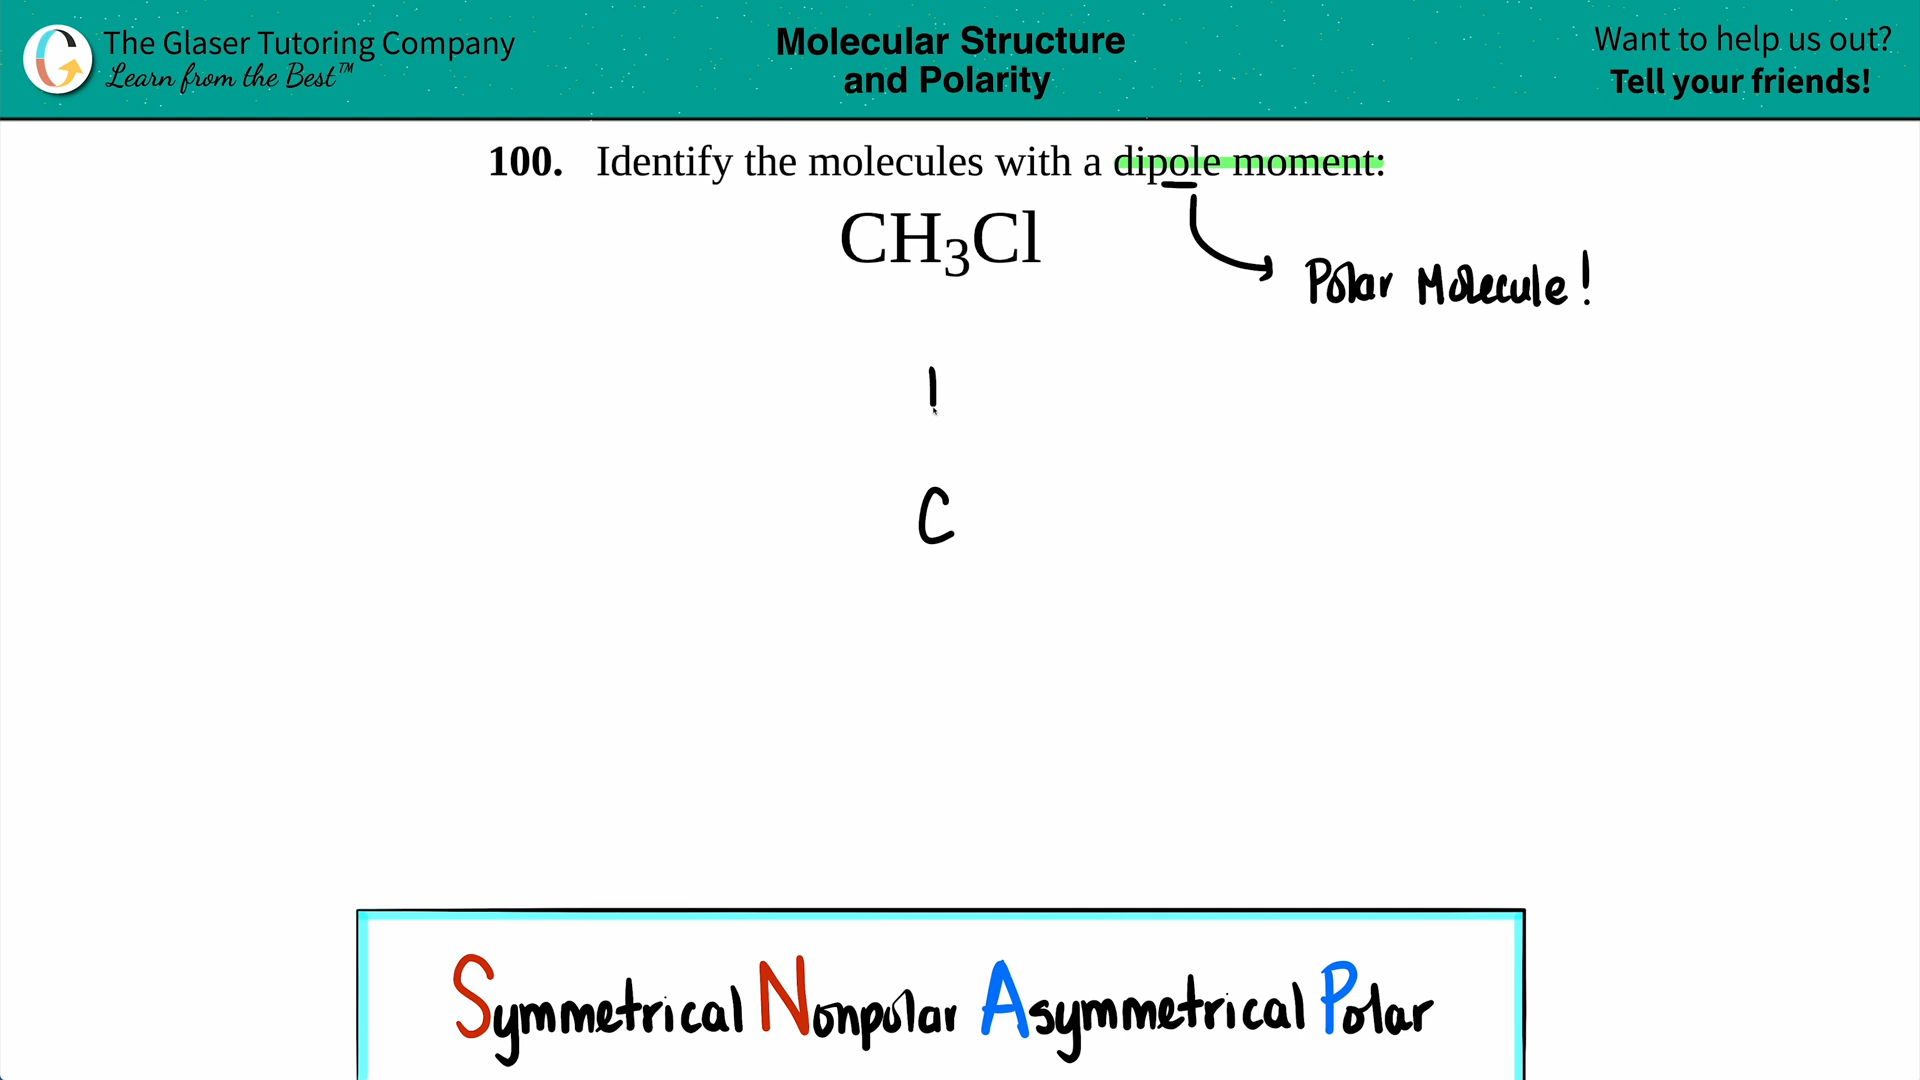 The Glaser Tutoring Company
Learn from the Best™
Molecular Structure
and Polarity
Want to help us out?
Tell your friends!
100. Identify the molecules with a dipole moment:
CH₃Cl
Polar Molecule!
C
Symmetrical Nonpolar Asymmetrical Polar